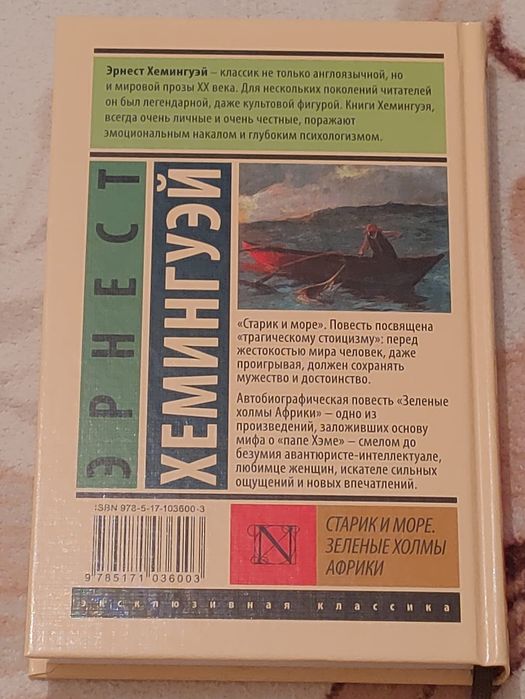 Эрнест Хемингуэй – классик не только англоязычной, но
и мировой прозы XX века. Для нескольких поколений читателей
он был легендарной, даже культовой фигурой. Книги Хемингуэя,
всегда очень личные и очень честные, поражают
эмоциональным накалом и глубоким психологизмом.
ЭРНЕСТ
ХЕМИНГУЭЙ
«Старик и море». Повесть посвящена
«трагическому стоицизму»: перед
жестокостью мира человек, даже
проигрывая, должен сохранять
мужество и достоинство.
Автобиографическая повесть «Зеленые
холмы Африки» – одно из
произведений, заложивших основу
мифа о «папе Хэме» – смелом до
безумия авантюристе-интеллектуале,
любимце женщин, искателе сильных
ощущений и новых впечатлений.
ISBN 978-5-17-103600-3
9 785171 036003
N
СТАРИК И МОРЕ.
ЗЕЛЕНЫЕ ХОЛМЫ
АФРИКИ
эксклюзивная классика